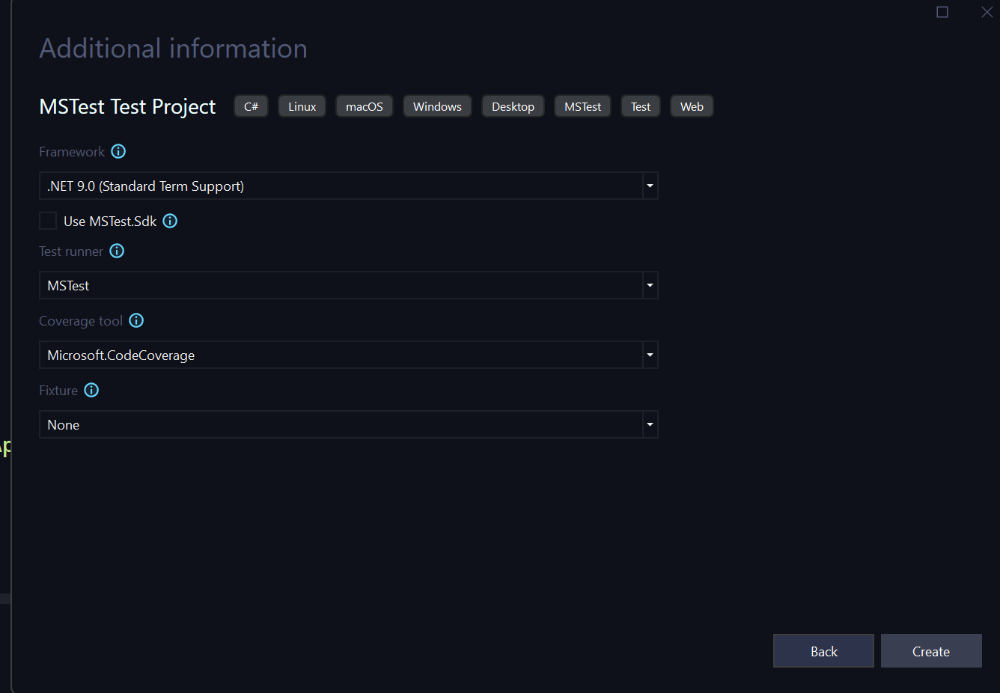 Additional information
MSTest Test Project C# Linux macOS Windows Desktop MSTest Test Web
Framework
.NET 9.0 (Standard Term Support)
Use MSTest.Sdk
Test runner
MSTest
Coverage tool
Microsoft.CodeCoverage
Fixture
None
Back Create